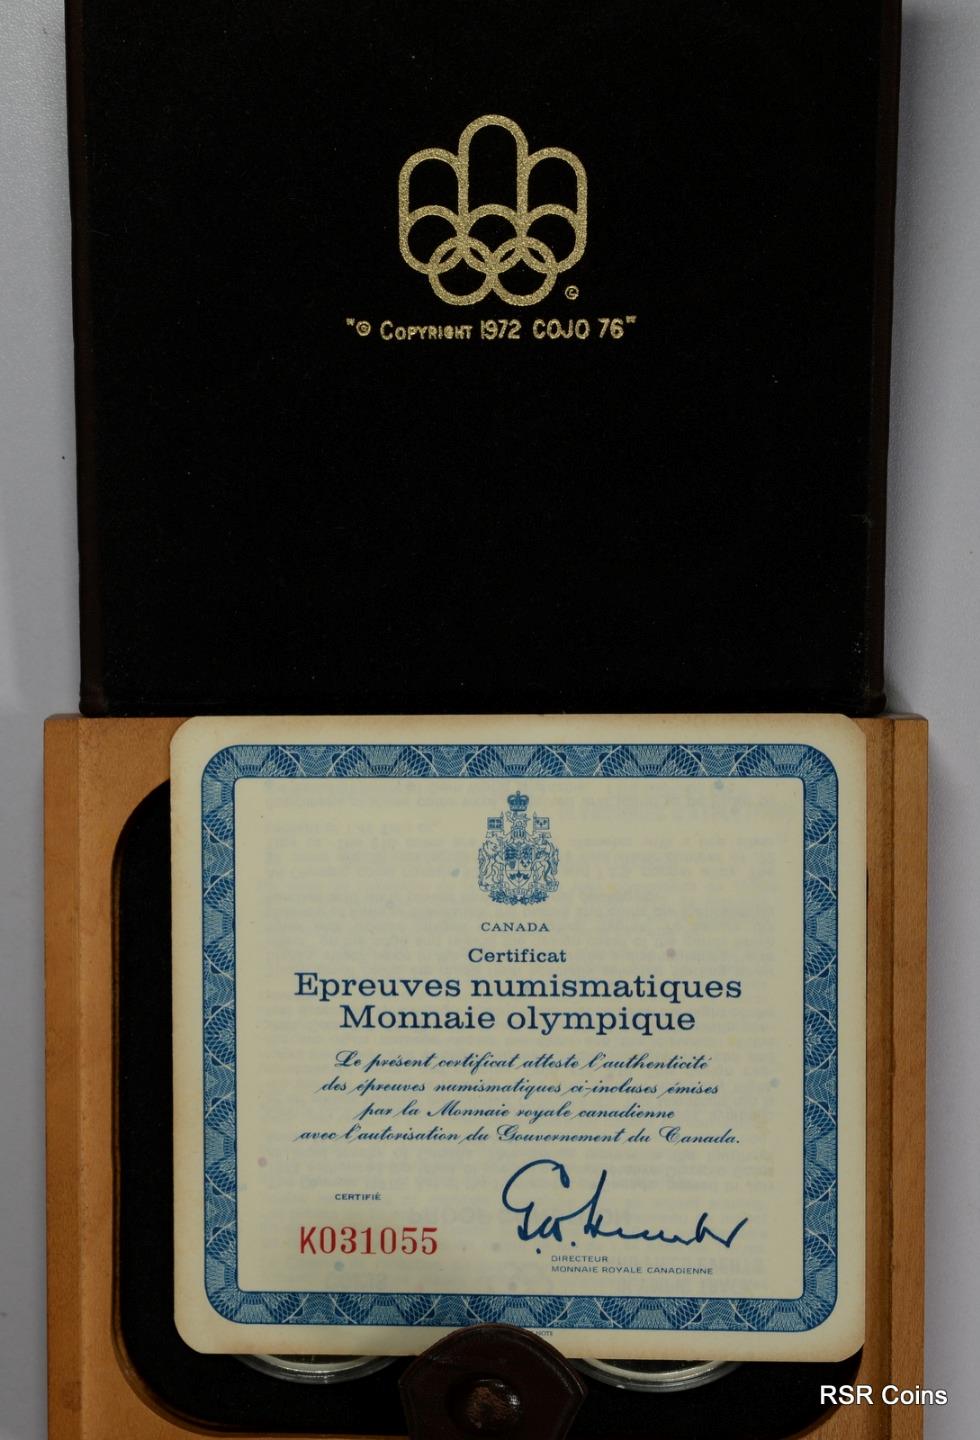 ©
"© COPYRIGHT 1972 COJO 76"
CANADA
Certificat
Epreuves numismatiques
Monnaie olympique
Le présent certificat atteste l'authenticité
des épreuves numismatiques ci-incluses émises
par la Monnaie royale canadienne
avec l'autorisation du Gouvernement du Canada.
CERTIFIÉ
K031055
DIRECTEUR
MONNAIE ROYALE CANADIENNE
NOTE
RSR Coins